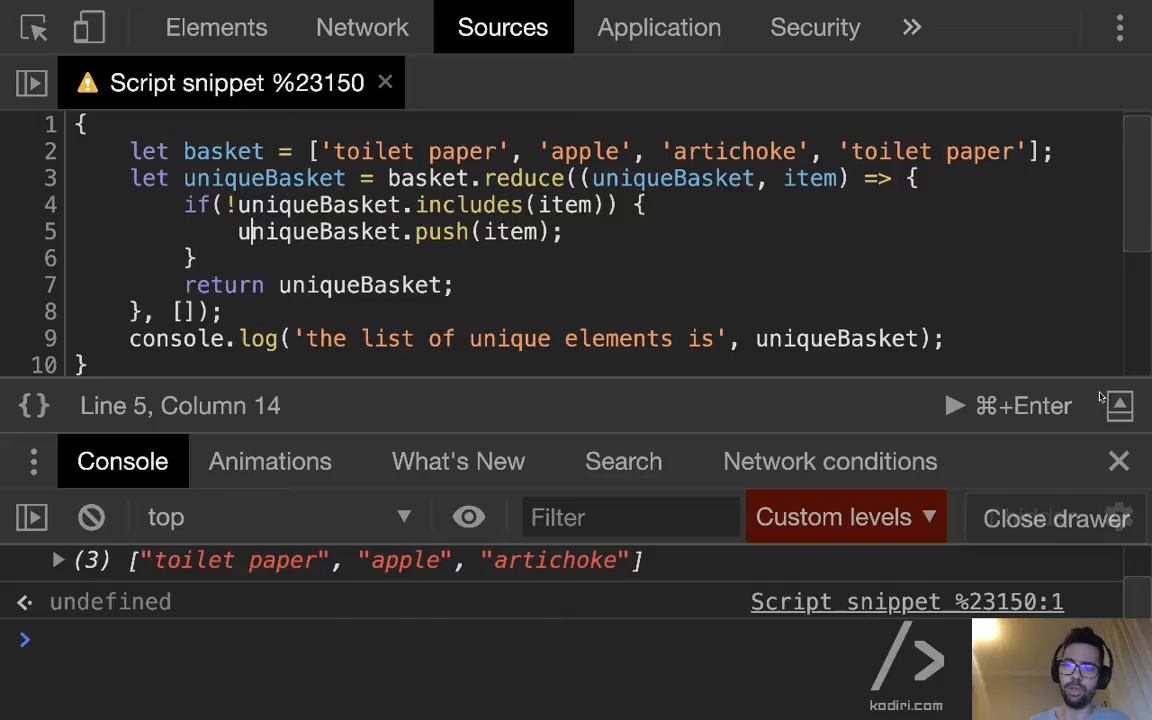 Elements Network Sources Application Security »
Script snippet %23150 ×
1 {
2 let basket = ['toilet paper', 'apple', 'artichoke', 'toilet paper'];
3 let uniqueBasket = basket.reduce((uniqueBasket, item) => {
4 if(!uniqueBasket.includes(item)) {
5 uniqueBasket.push(item);
6 }
7 return uniqueBasket;
8 }, []);
9 console.log('the list of unique elements is', uniqueBasket);
10 }
{} Line 5, Column 14 ⌘+Enter
Console Animations What's New Search Network conditions
top Filter Custom levels Close drawer
(3) ["toilet paper", "apple", "artichoke"]
undefined Script snippet %23150:1
>
/>
kodiri.com